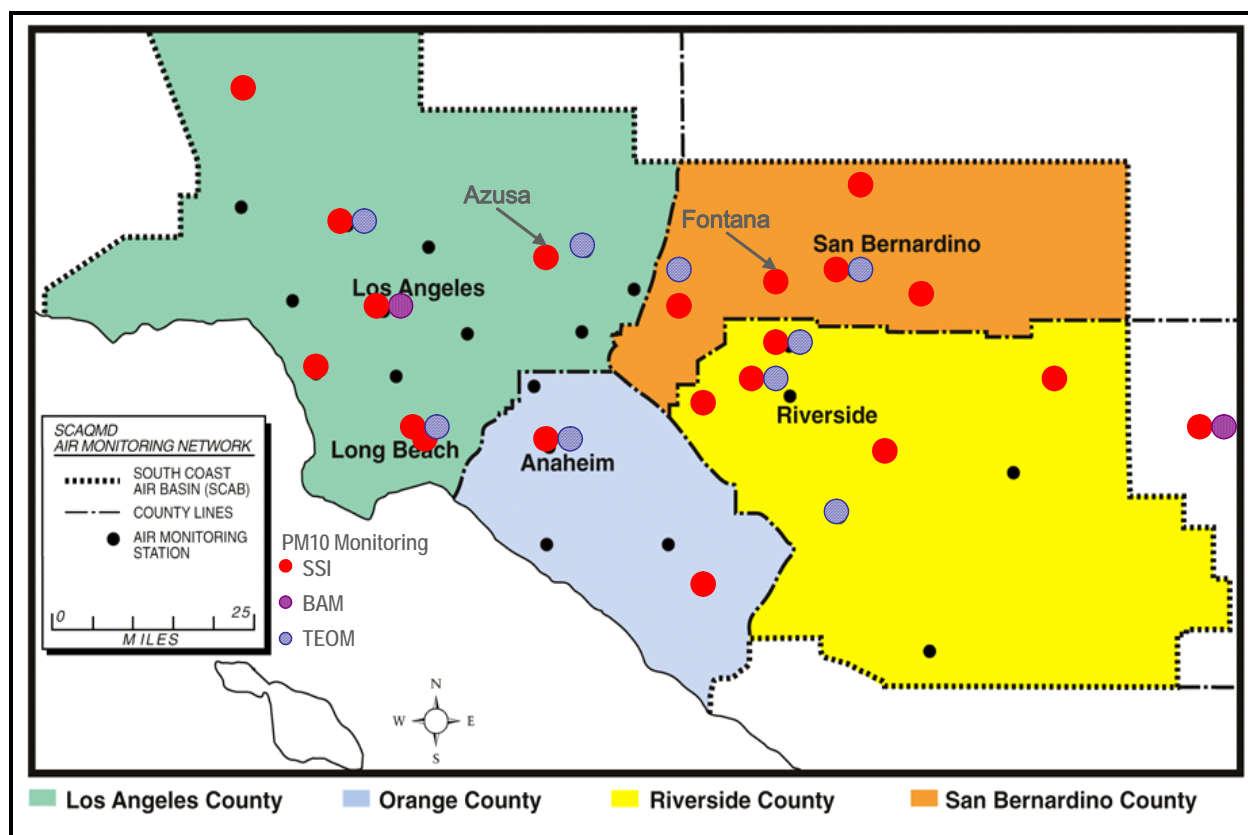 Azusa
Fontana
San Bernardino
Los Angeles
Riverside
Long Beach
Anaheim
SCAQMD
AIR MONITORING NETWORK
SOUTH COAST
AIR BASIN (SCAB)
COUNTY LINES
AIR MONITORING
STATION
0 25
MILES
PM10 Monitoring
SSI
BAM
TEOM
N
W E
S
Los Angeles County Orange County Riverside County San Bernardino County